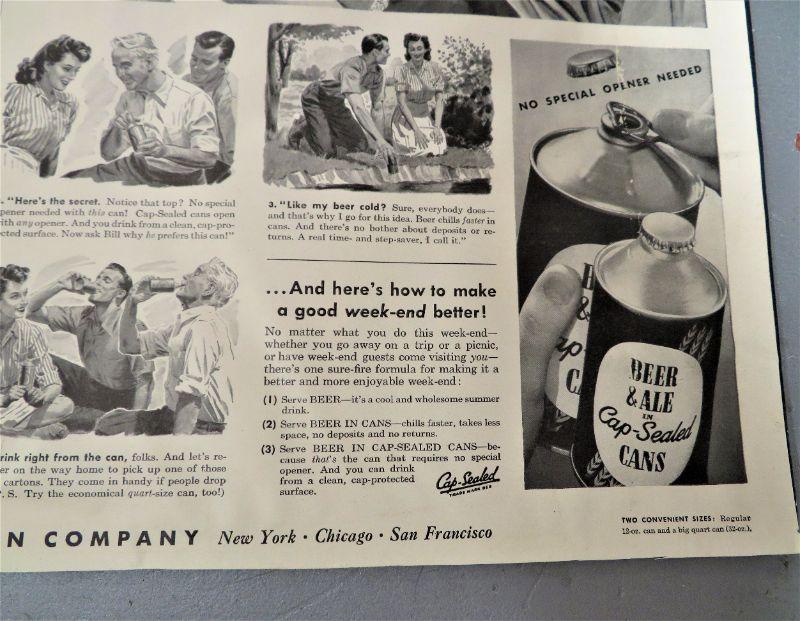 "Here's the secret. Notice that top? No special
opener needed with this can! Cap-Sealed cans open
with any opener. And you drink from a clean, cap-pro-
tected surface. Now ask Bill why he prefers this can!"
3. "Like my beer cold? Sure, everybody does—
and that's why I go for this idea. Beer chills faster in
cans. And there's no bother about deposits or re-
turns. A real time- and step-saver, I call it."
rink right from the can, folks. And let's re-
er on the way home to pick up one of those
cartons. They come in handy if people drop
S. Try the economical quart-size can, too!)
...And here's how to make
a good week-end better!
No matter what you do this week-end—
whether you go away on a trip or a picnic,
or have week-end guests come visiting you—
there's one sure-fire formula for making it a
better and more enjoyable week-end:
(1) Serve BEER—it's a cool and wholesome summer
drink.
(2) Serve BEER IN CANS—chills faster, takes less
space, no deposits and no returns.
(3) Serve BEER IN CAP-SEALED CANS—be-
cause that's the can that requires no special
opener. And you can drink
from a clean, cap-protected
surface.
Cap-Sealed
TRADE MARK REG
NO SPECIAL OPENER NEEDED
BEER
& ALE
IN
Cap-Sealed
CANS
TWO CONVENIENT SIZES: Regular
12-oz. can and a big quart can (32-oz.).
N COMPANY New York · Chicago · San Francisco